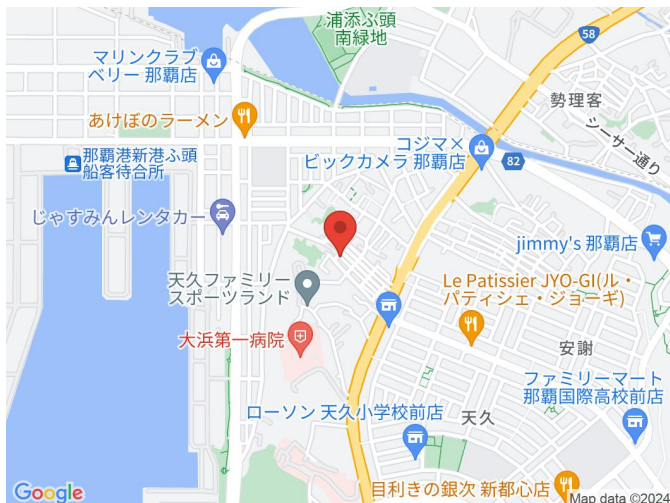 浦添ふ頭
南緑地
58
マリンクラブ
ベリー 那覇店
勢理客
シーサー通り
あけぼのラーメン
コジマ×
ビックカメラ 那覇店
82
那覇港新港ふ頭
船客待合所
じゃすみんレンタカー
jimmy's 那覇店
天久ファミリー
スポーツランド
Le Patissier JYO-GI(ル・
パティシェ・ジョーギ)
大浜第一病院
安謝
ファミリーマート
那覇国際高校前店
ローソン 天久小学校前店
天久
目利きの銀次 新都心店
Google
Map data ©2024